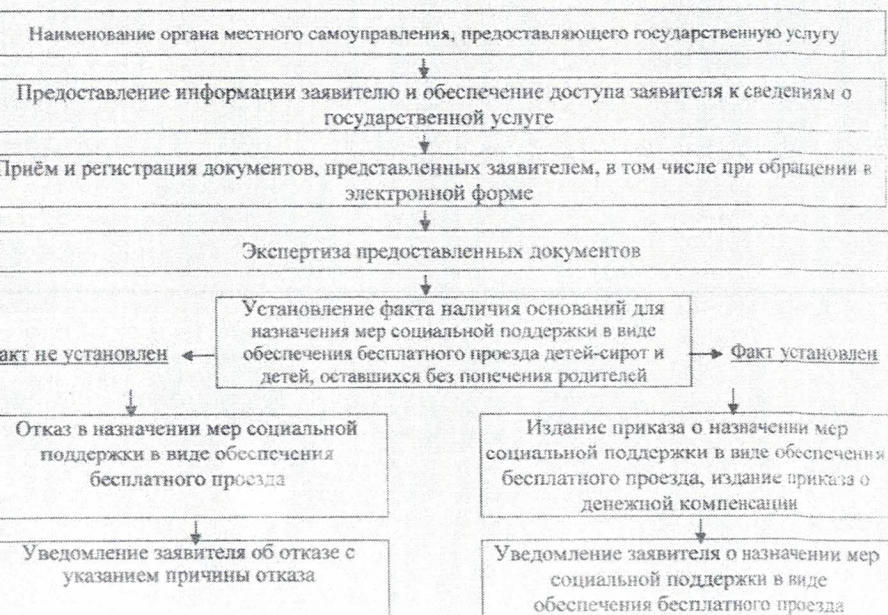 Наименование органа местного самоуправления, предоставляющего государственную услугу
Предоставление информации заявителю и обеспечение доступа заявителя к сведениям о
государственной услуге
Приём и регистрация документов, представленных заявителем, в том числе при обращении в
электронной форме
Экспертиза предоставленных документов
Установление факта наличия оснований для
назначения мер социальной поддержки в виде
обеспечения бесплатного проезда детей-сирот и
детей, оставшихся без попечения родителей
акт не установлен
Факт установлен
Отказ в назначении мер социальной
поддержки в виде обеспечения
бесплатного проезда
Издание приказа о назначении мер
социальной поддержки в виде обеспечения
бесплатного проезда, издание приказа о
денежной компенсации
Уведомление заявителя об отказе с
указанием причины отказа
Уведомление заявителя о назначении мер
социальной поддержки в виде
обеспечения бесплатного проезда